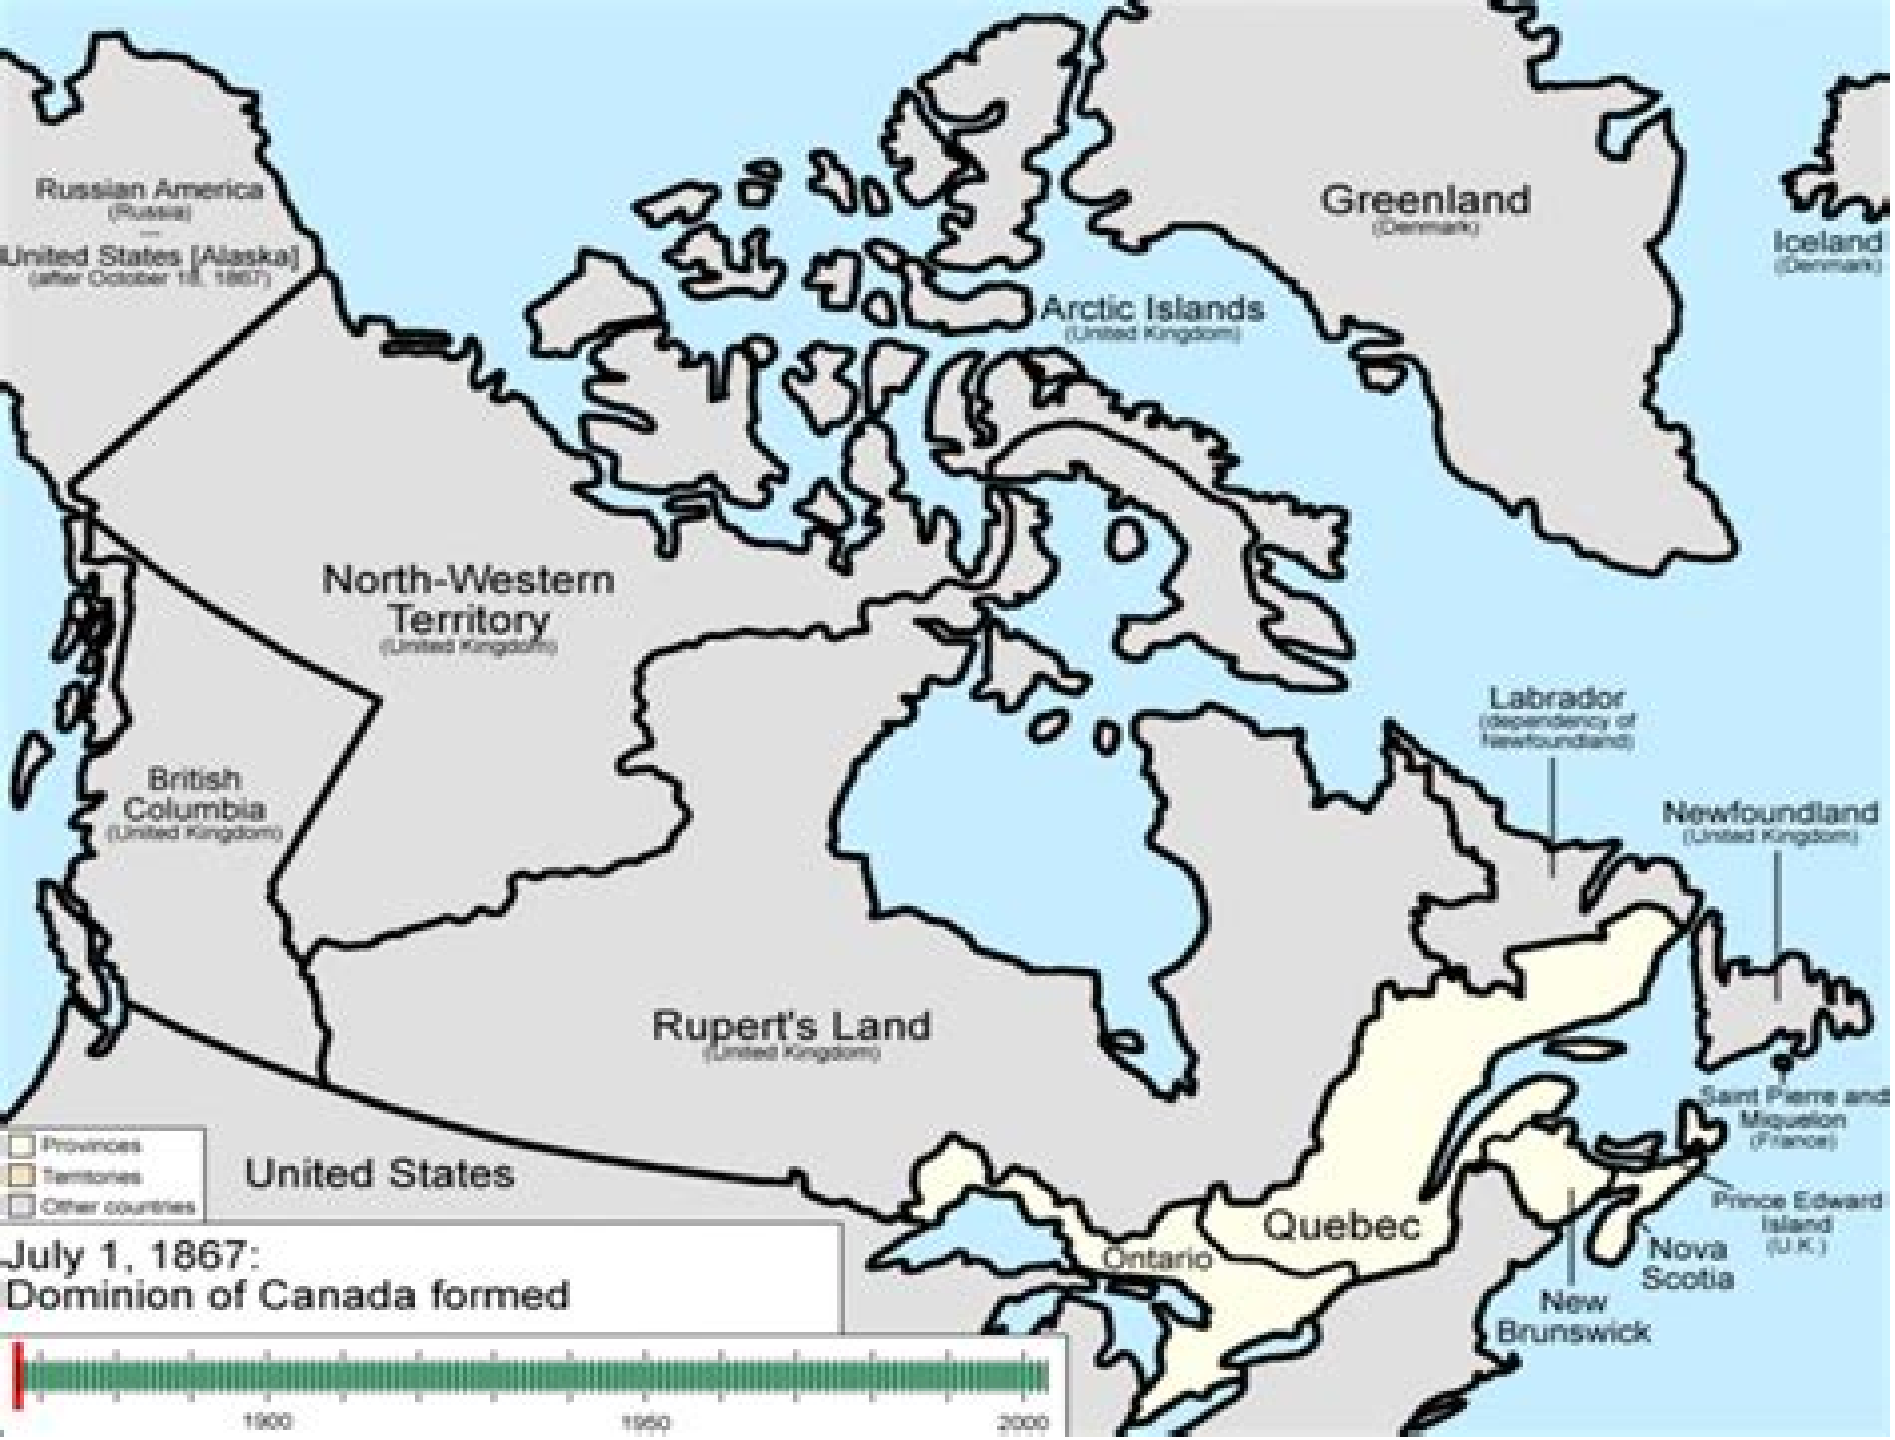 Russian America
(Russia)
—
United States [Alaska]
(after October 18, 1867)
Greenland
(Denmark)
Iceland
(Denmark)
Arctic Islands
(United Kingdom)
North-Western
Territory
(United Kingdom)
Labrador
(dependency of
Newfoundland)
British
Columbia
(United Kingdom)
Newfoundland
(United Kingdom)
Rupert's Land
(United Kingdom)
Saint Pierre and
Miquelon
(France)
Provinces
Territories
Other countries
United States
Prince Edward
Island
(U.K.)
Quebec
Ontario
Nova
Scotia
New
Brunswick
July 1, 1867:
Dominion of Canada formed
1900
1950
2000